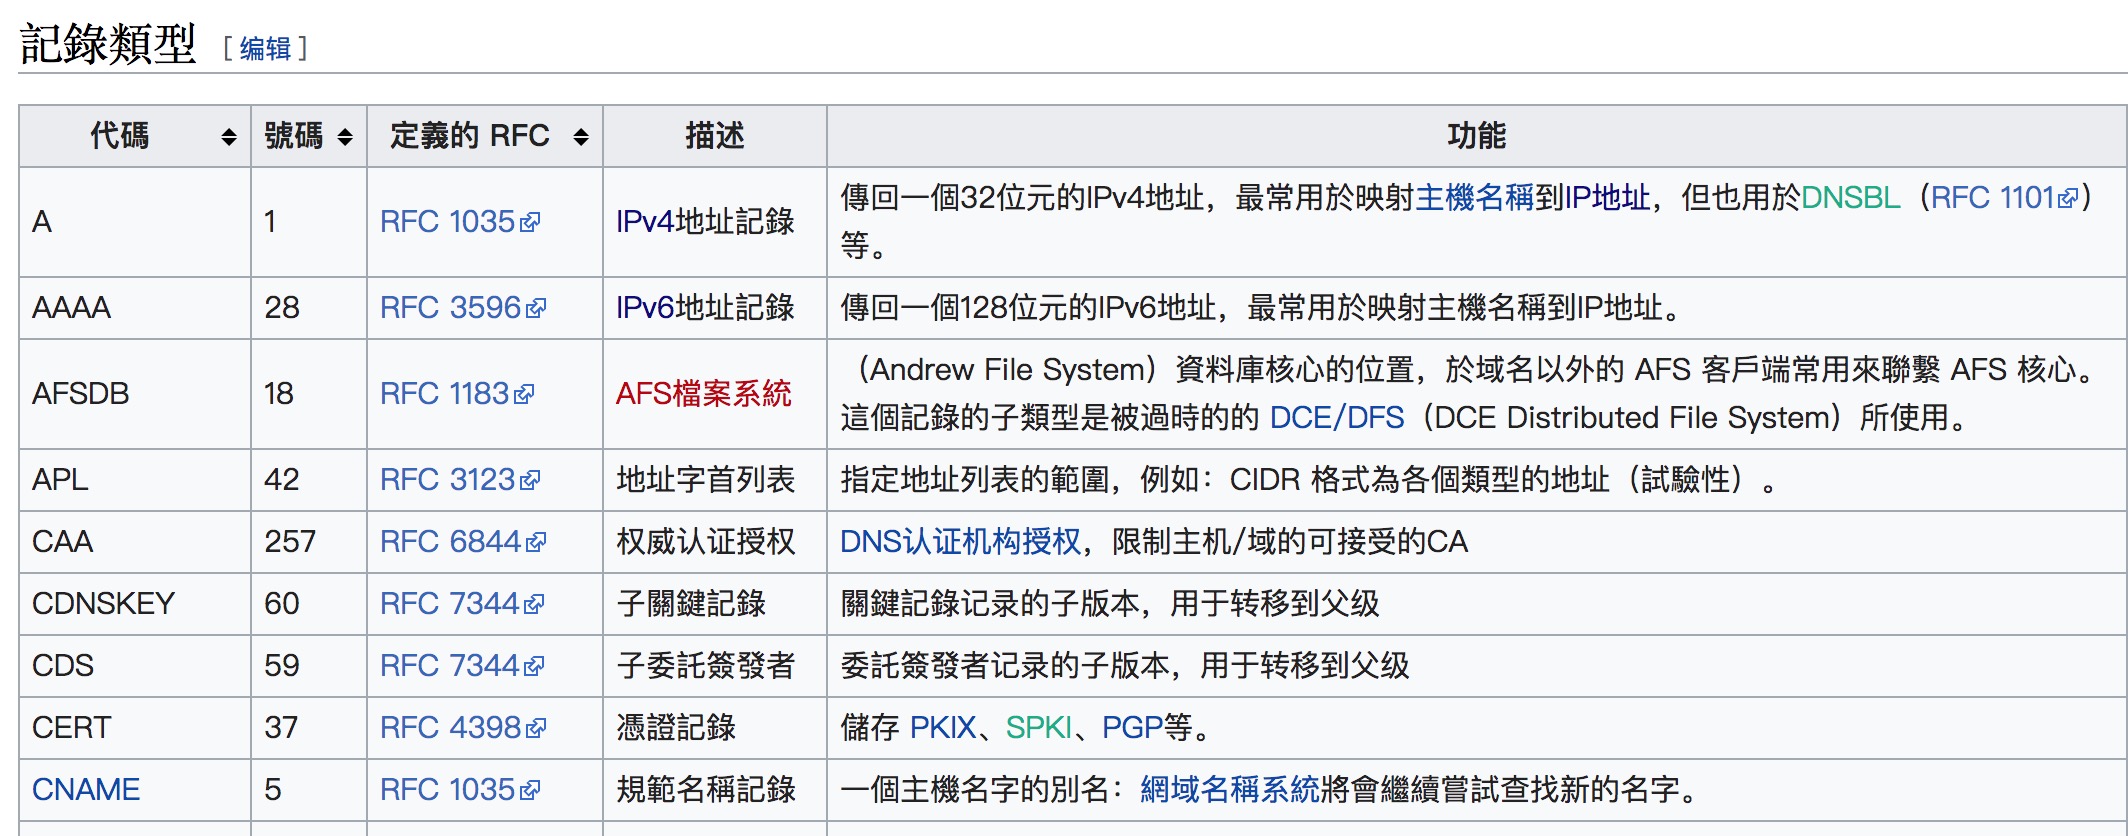 記錄類型 [编辑]
代碼 號碼 定義的 RFC 描述 功能
A 1 RFC 1035 IPv4地址記錄 傳回一個32位元的IPv4地址，最常用於映射主機名稱到IP地址，但也用於DNSBL（RFC 1101）
等。
AAAA 28 RFC 3596 IPv6地址記錄 傳回一個128位元的IPv6地址，最常用於映射主機名稱到IP地址。
AFSDB 18 RFC 1183 AFS檔案系統 （Andrew File System）資料庫核心的位置，於域名以外的 AFS 客戶端常用來聯繫 AFS 核心。
這個記錄的子類型是被過時的的 DCE/DFS（DCE Distributed File System）所使用。
APL 42 RFC 3123 地址字首列表 指定地址列表的範圍，例如：CIDR 格式為各個類型的地址（試驗性）。
CAA 257 RFC 6844 权威认证授权 DNS认证机构授权，限制主机/域的可接受的CA
CDNSKEY 60 RFC 7344 子關鍵記錄 關鍵記錄记录的子版本，用于转移到父级
CDS 59 RFC 7344 子委託簽發者 委託簽發者记录的子版本，用于转移到父级
CERT 37 RFC 4398 憑證記錄 儲存 PKIX、SPKI、PGP等。
CNAME 5 RFC 1035 規範名稱記錄 一個主機名字的別名：網域名稱系統將會繼續嘗試查找新的名字。